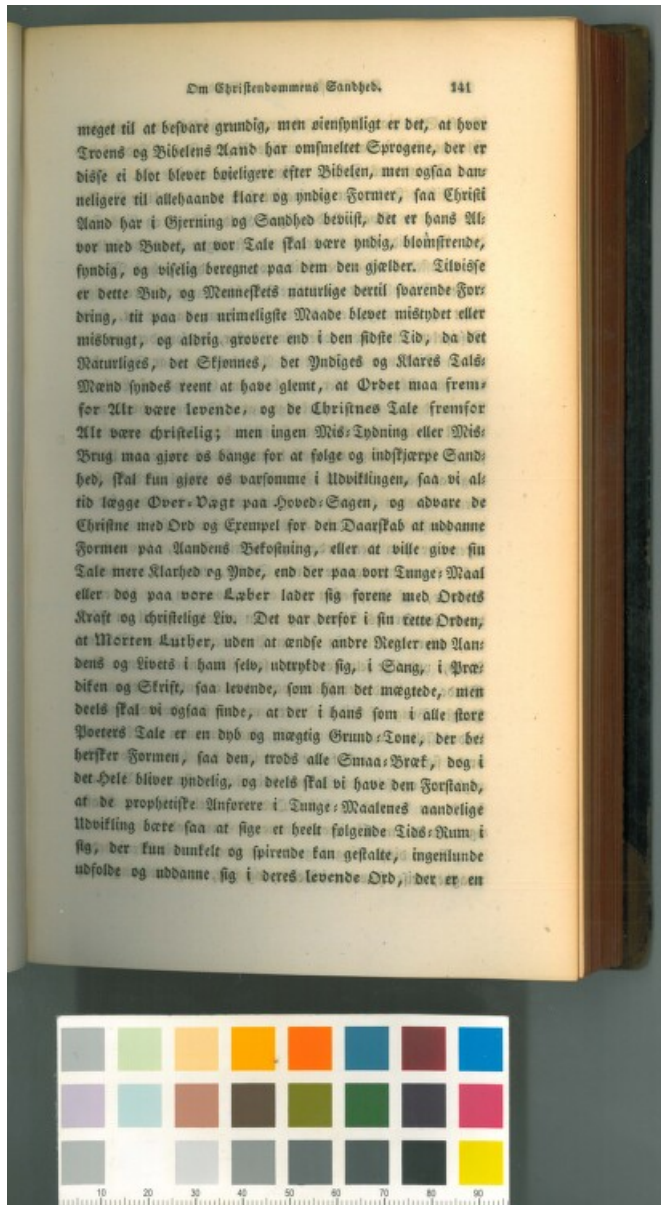 Om Christendommens Sandhed. 141
meget til at besvare grundig, men øiensynligt er det, at hvor
Troens og Bibelens Aand har omsmeltet Sprogene, der er
disse ei blot blevet bøieligere efter Bibelen, men ogsaa dan⸗
neligere til allehaande klare og yndige Former, saa Christi
Aand har i Gjerning og Sandhed beviist, det er hans Al⸗
vor med Budet, at vor Tale skal være yndig, blomstrende,
fyndig, og viselig beregnet paa dem den gjælder. Tilvisse
er dette Bud, og Menneskets naturlige dertil svarende For⸗
dring, tit paa den urimeligste Maade blevet mistydet eller
misbrugt, og aldrig grovere end i den sidste Tid, da det
Naturliges, det Skjønnes, det Yndiges og Klares Tals⸗
Mænd syndes reent at have glemt, at Ordet maa frem⸗
for Alt være levende, og de Christnes Tale fremfor
Alt være christelig; men ingen Mis⸗Tydning eller Mis⸗
Brug maa gjøre os bange for at følge og indskjærpe Sand⸗
hed, skal kun gjøre os varsomme i Udviklingen, saa vi al⸗
tid lægge Over⸗Vægt paa Hoved⸗Sagen, og advare de
Christne med Ord og Exempel for den Daarskab at uddanne
Formen paa Aandens Bekostning, eller at ville give sin
Tale mere Klarhed og Ynde, end der paa vort Tunge⸗Maal
eller dog paa vore Læber lader sig forene med Ordets
Kraft og christelige Liv. Det var derfor i sin rette Orden,
at Morten Luther, uden at ændse andre Regler end Aan⸗
dens og Livets i ham selv, udtrykde sig, i Sang, i Præ⸗
diken og Skrift, saa levende, som han det mægtede, men
deels skal vi ogsaa finde, at der i hans som i alle store
Poeters Tale er en dyb og mægtig Grund⸗Tone, der be⸗
hersker Formen, saa den, trods alle Smaa⸗Bræk, dog i
det Hele bliver yndelig, og deels skal vi have den Forstand,
at de prophetiske Anførere i Tunge⸗Maalenes aandelige
Udvikling bære saa at sige et heelt følgende Tids⸗Rum i
sig, der kun dunkelt og spirende kan gestalte, ingenlunde
udfolde og uddanne sig i deres levende Ord, der er en
10 20 30 40 50 60 70 80 90